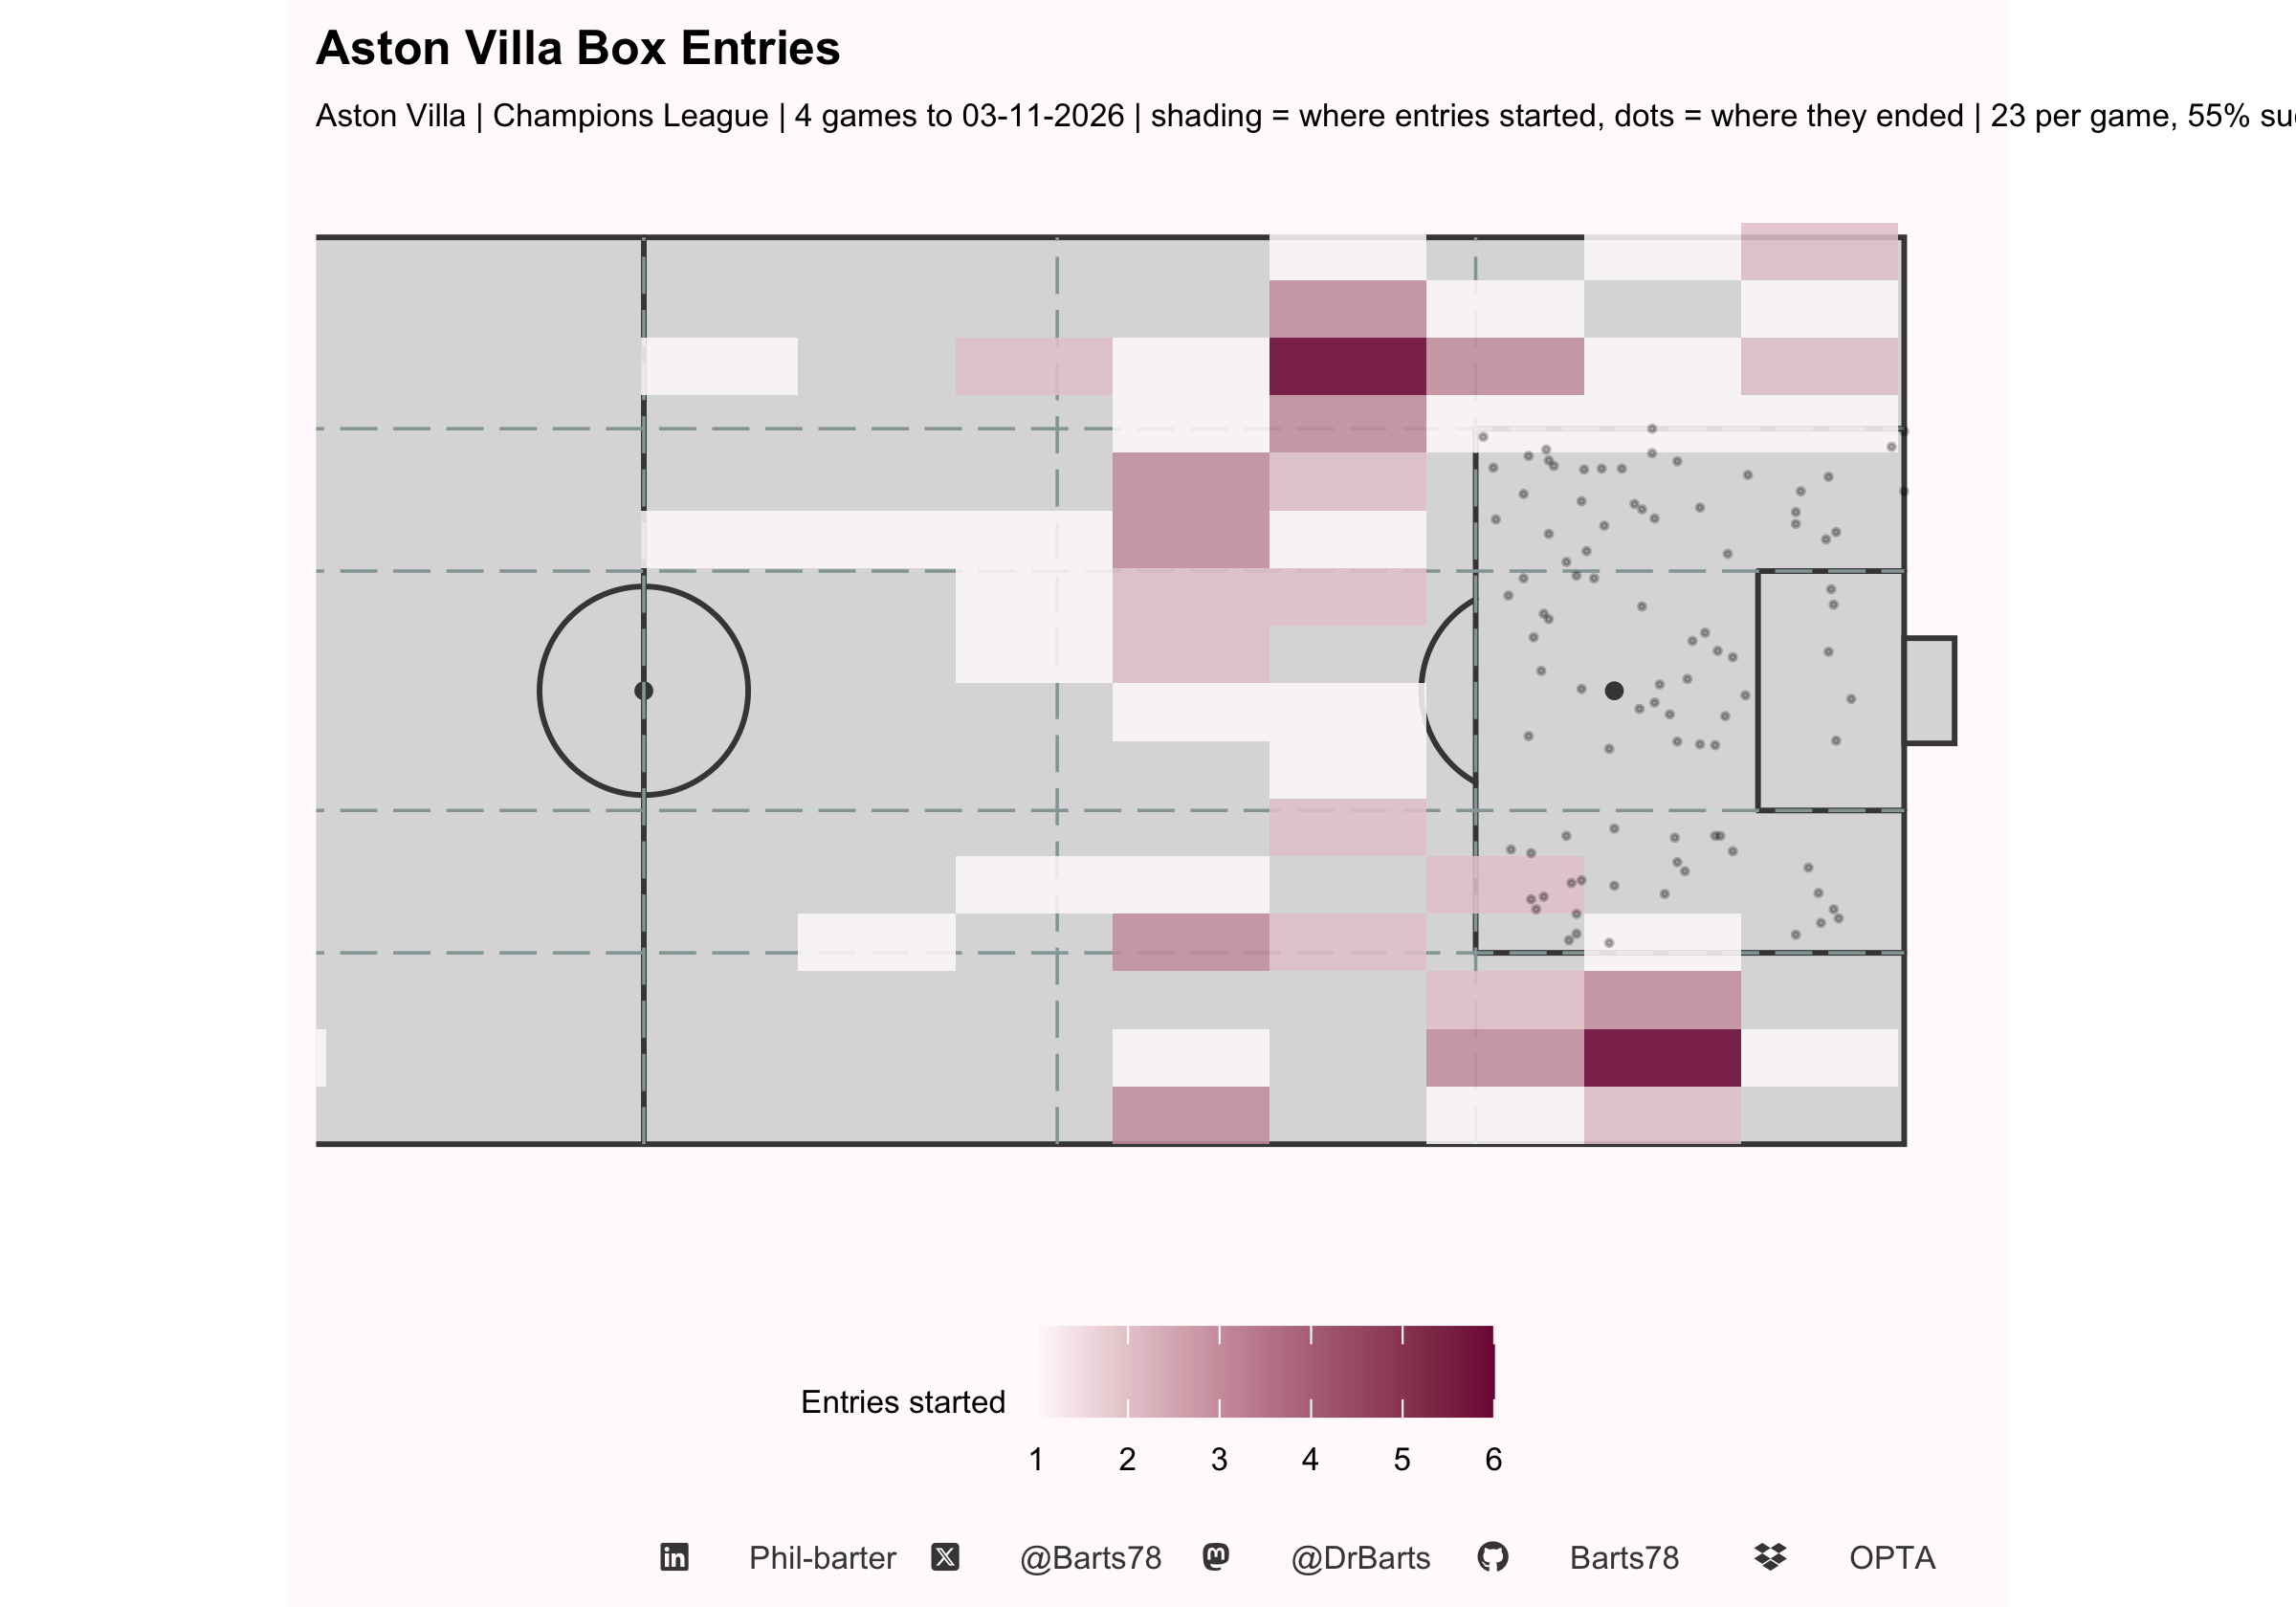 Aston Villa Box Entries
Aston Villa | Champions League | 4 games to 03-11-2026 | shading = where entries started, dots = where they ended | 23 per game, 55%
Entries started
1 2 3 4 5 6
Phil-barter @Barts78 @DrBarts Barts78 OPTA